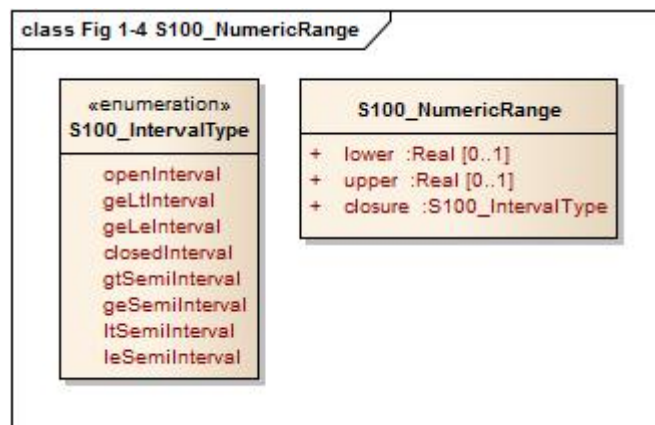 class Fig 1-4 S100_NumericRange
«enumeration»
S100_IntervalType
openInterval
geLtInterval
geLeInterval
closedInterval
gtSemiInterval
geSemiInterval
ltSemiInterval
leSemiInterval
S100_NumericRange
+ lower :Real [0..1]
+ upper :Real [0..1]
+ closure :S100_IntervalType